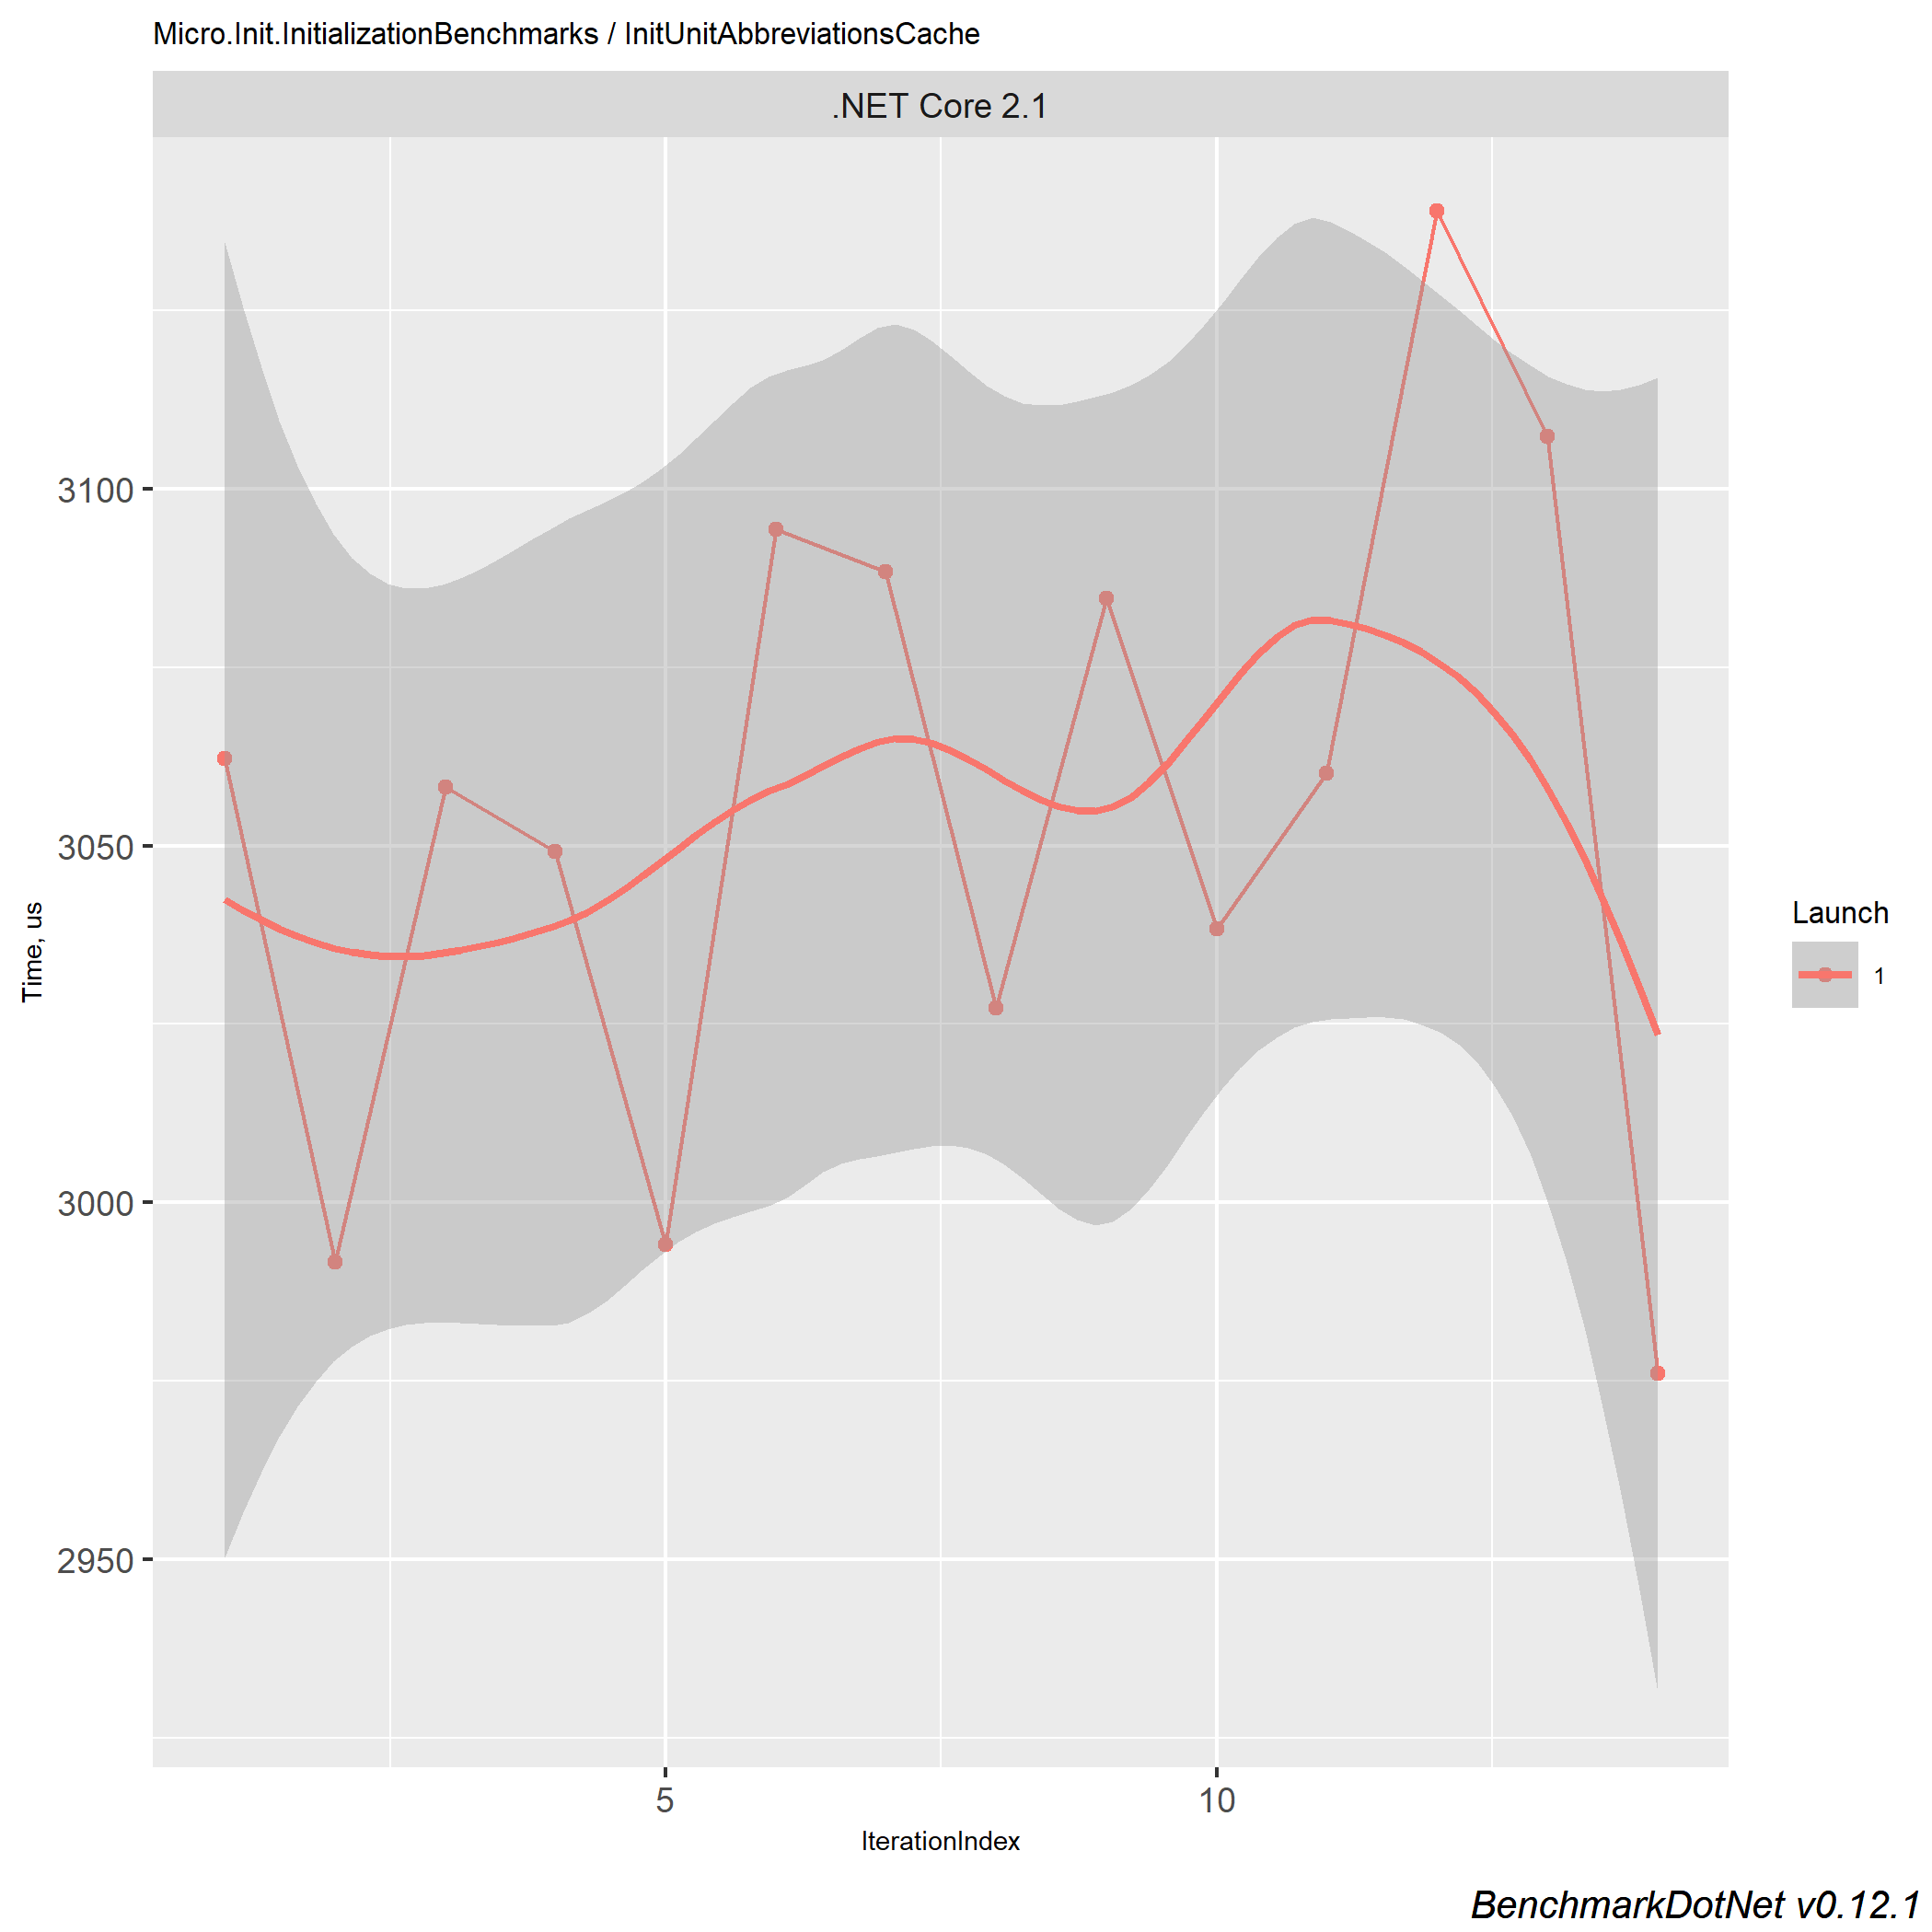 Micro.Init.InitializationBenchmarks / InitUnitAbbreviationsCache
.NET Core 2.1
3100
3050
3000
2950
Time, us
5
10
IterationIndex
Launch
1
BenchmarkDotNet v0.12.1